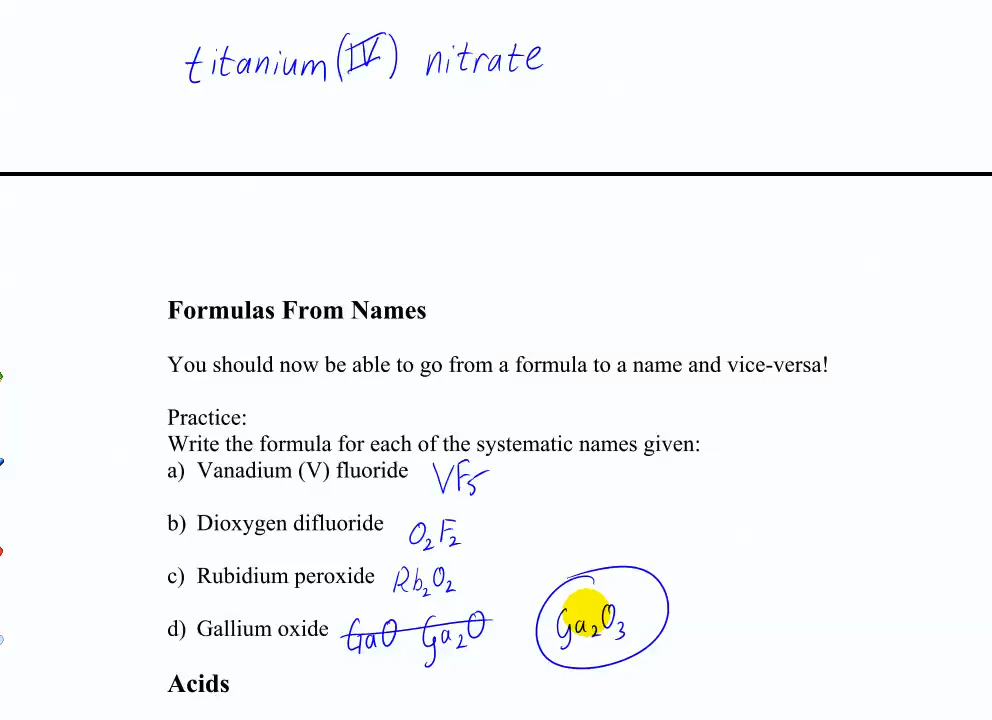 titanium(IV) nitrate
Formulas From Names
You should now be able to go from a formula to a name and vice-versa!
Practice:
Write the formula for each of the systematic names given:
a) Vanadium (V) fluoride VF₅
b) Dioxygen difluoride O₂F₂
c) Rubidium peroxide Rb₂O₂
d) Gallium oxide GaO Ga₂O Ga₂O₃
Acids